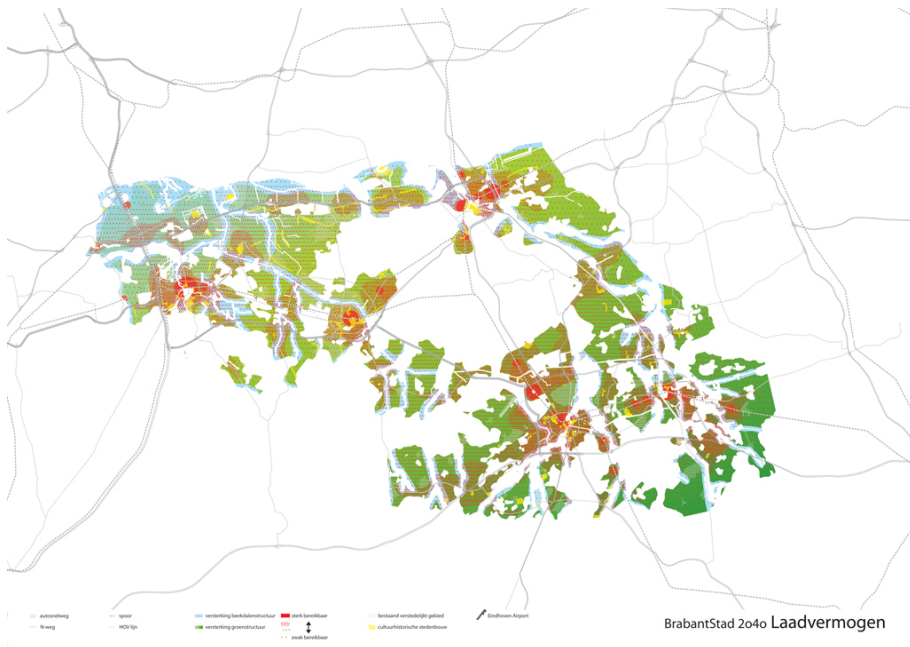 autosnelweg
N-weg
spoor
HOV lijn
versterking beekdalenstructuur
versterking groenstructuur
sterk bereikbaar
zwak bereikbaar
bestaand verstedelijkt gebied
cultuurhistorische stedenbouw
Eindhoven Airport
BrabantStad 2040 Laadvermogen